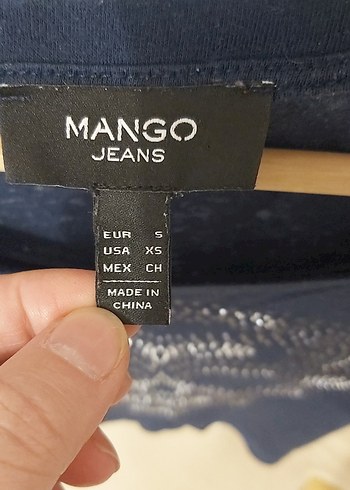 MANGO
JEANS
EUR S
USA XS
MEX CH
MADE IN
CHINA